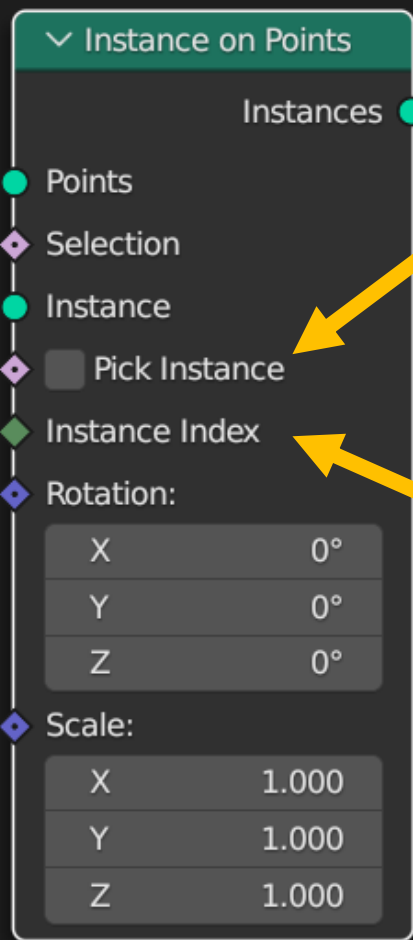 Instance on Points
Instances
Points
Selection
Instance
Pick Instance
Instance Index
Rotation:
X 0°
Y 0°
Z 0°
Scale:
X 1.000
Y 1.000
Z 1.000